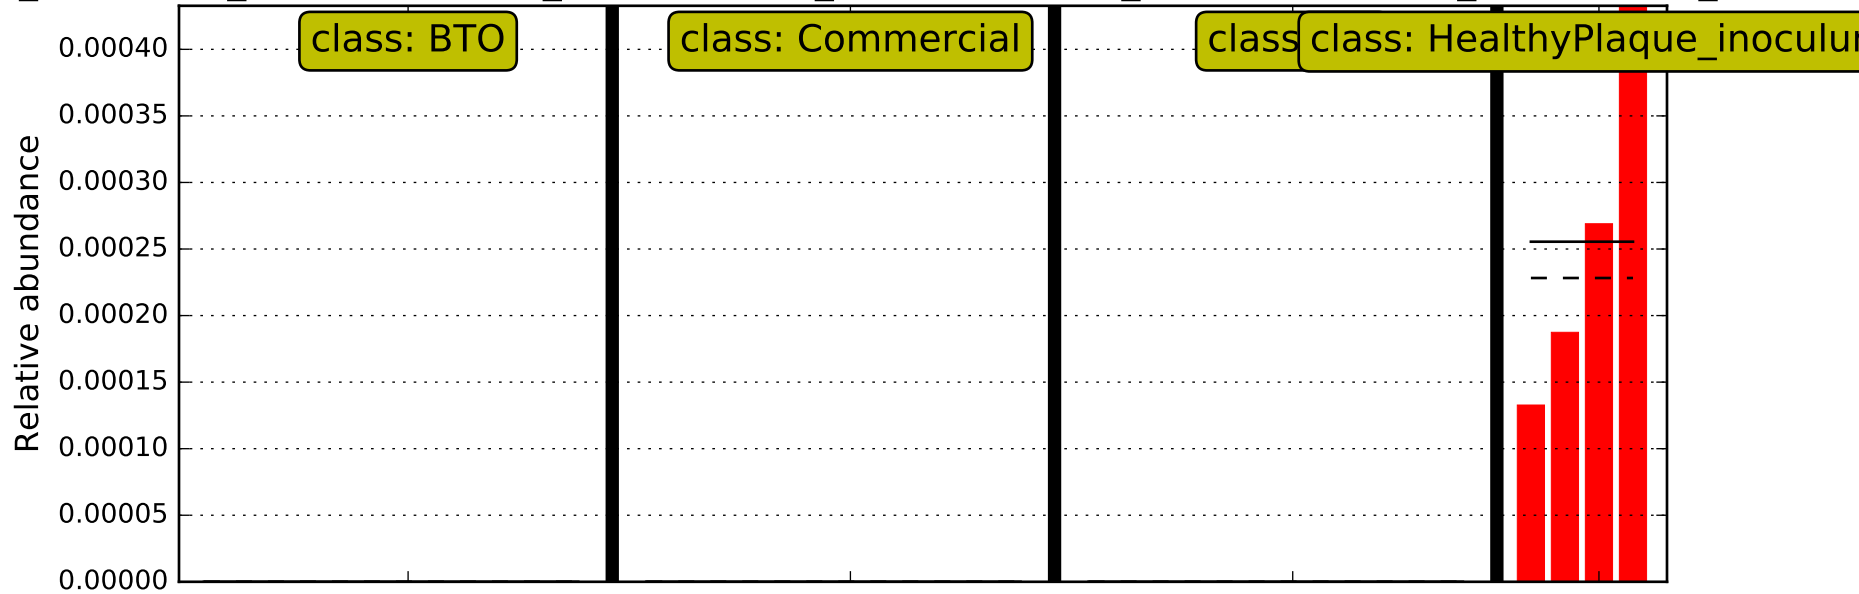 class: BTO
class: Commercial
class
class: HealthyPlaque_inoculu
0.00040
0.00035
0.00030
0.00025
0.00020
0.00015
0.00010
0.00005
0.00000
Relative abundance